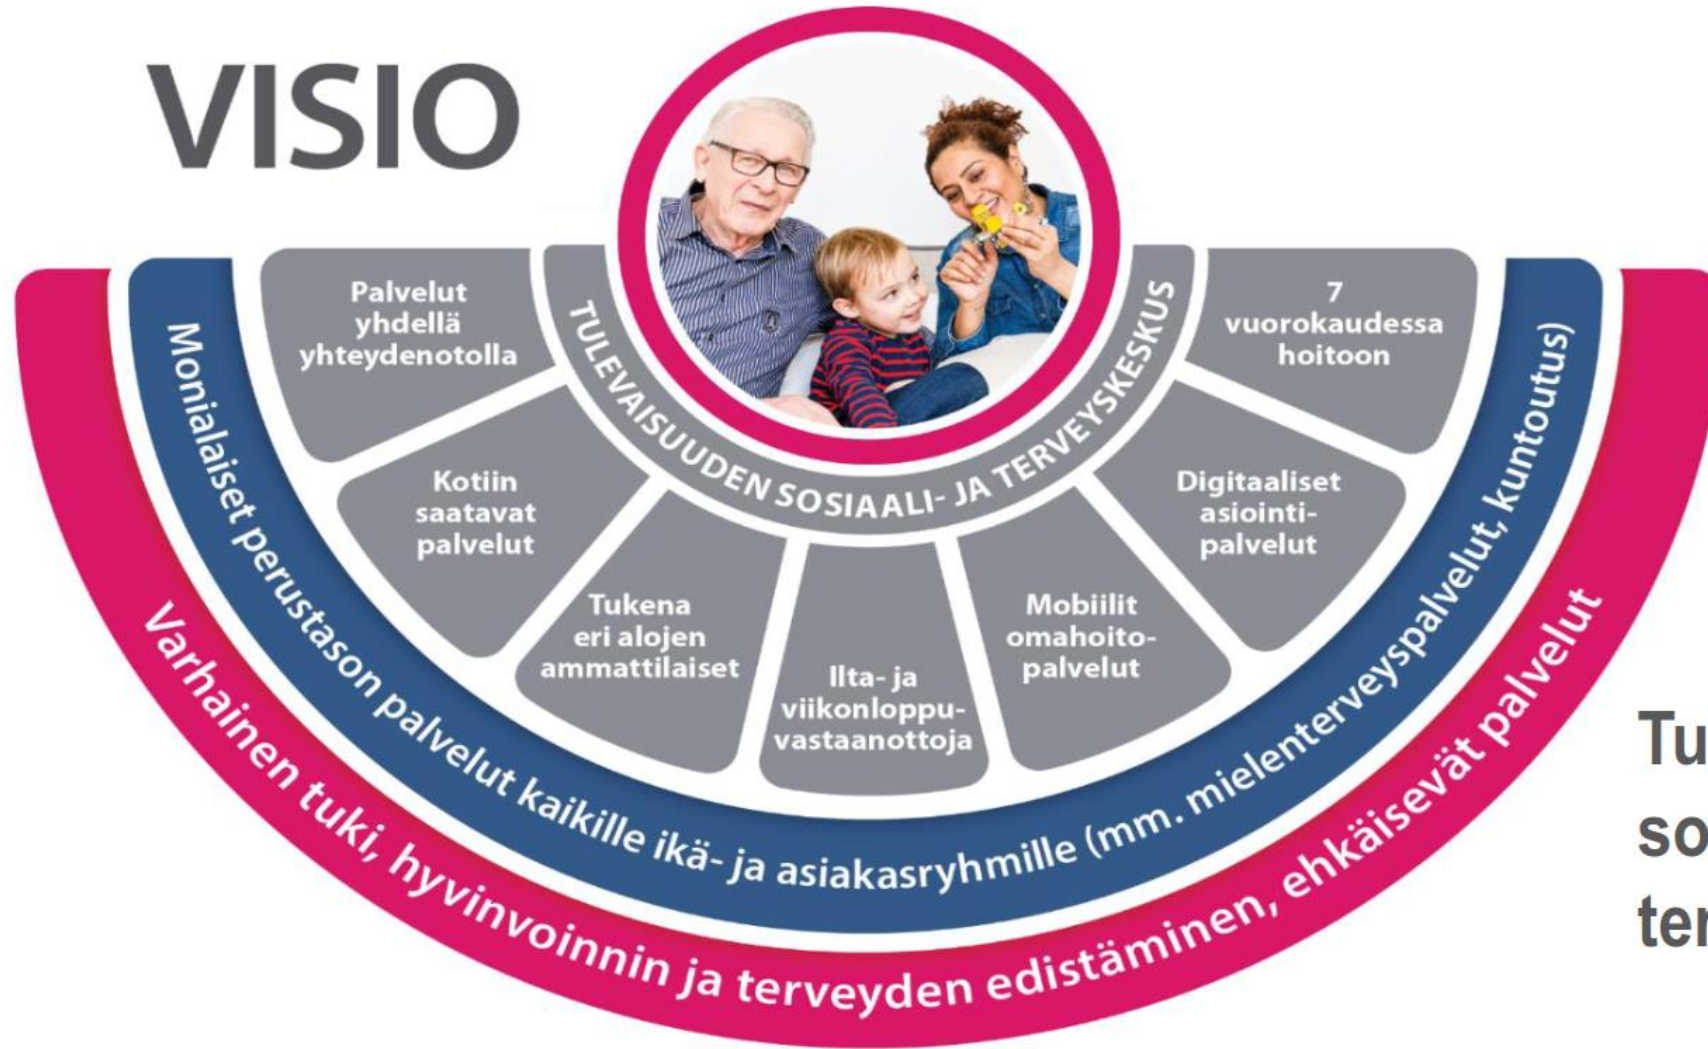 VISIO
TULEVAISUUDEN SOSIAALI- JA TERVEYSKESKUS
Palvelut
yhdellä
yhteydenotolla
Kotiin
saatavat
palvelut
Tukena
eri alojen
ammattilaiset
Ilta- ja
viikonloppu-
vastaanottoja
Mobiilit
omahoito-
palvelut
Digitaaliset
asiointi-
palvelut
7
vuorokaudessa
hoitoon
Monialaiset perustason palvelut kaikille ikä- ja asiakasryhmille (mm. mielenterveyspalvelut, kuntoutus)
Varhainen tuki, hyvinvoinnin ja terveyden edistäminen, ehkäisevät palvelut